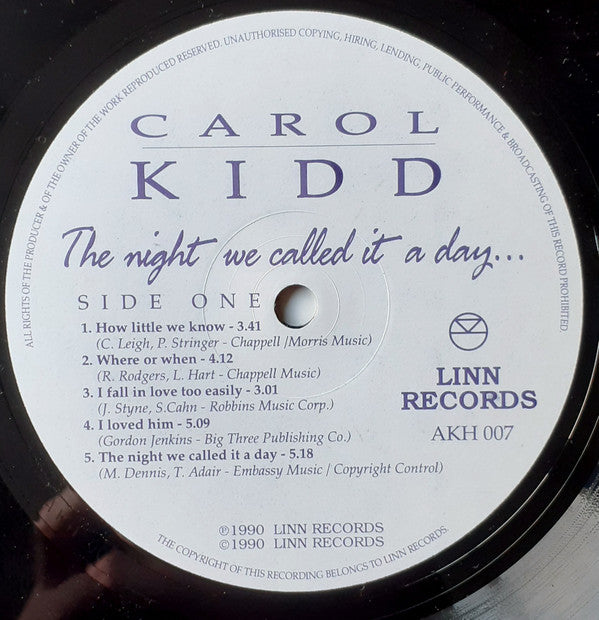 ALL RIGHTS OF THE PRODUCER & OF THE OWNER OF THE WORK REPRODUCED RESERVED. UNAUTHORISED COPYING, HIRING, LENDING, PUBLIC PERFORMANCE & BROADCASTING OF THIS RECORD PROHIBITED.
CAROL
KIDD
The night we called it a day...
SIDE ONE
1. How little we know - 3.41
(C. Leigh, P. Stringer - Chappell /Morris Music)
2. Where or when - 4.12
(R. Rodgers, L. Hart - Chappell Music)
3. I fall in love too easily - 3.01
(J. Styne, S.Cahn - Robbins Music Corp.)
4. I loved him - 5.09
(Gordon Jenkins - Big Three Publishing Co.)
5. The night we called it a day - 5.18
(M. Dennis, T. Adair - Embassy Music / Copyright Control)
LINN
RECORDS
AKH 007
℗1990 LINN RECORDS
©1990 LINN RECORDS
THE COPYRIGHT OF THIS RECORDING BELONGS TO LINN RECORDS.